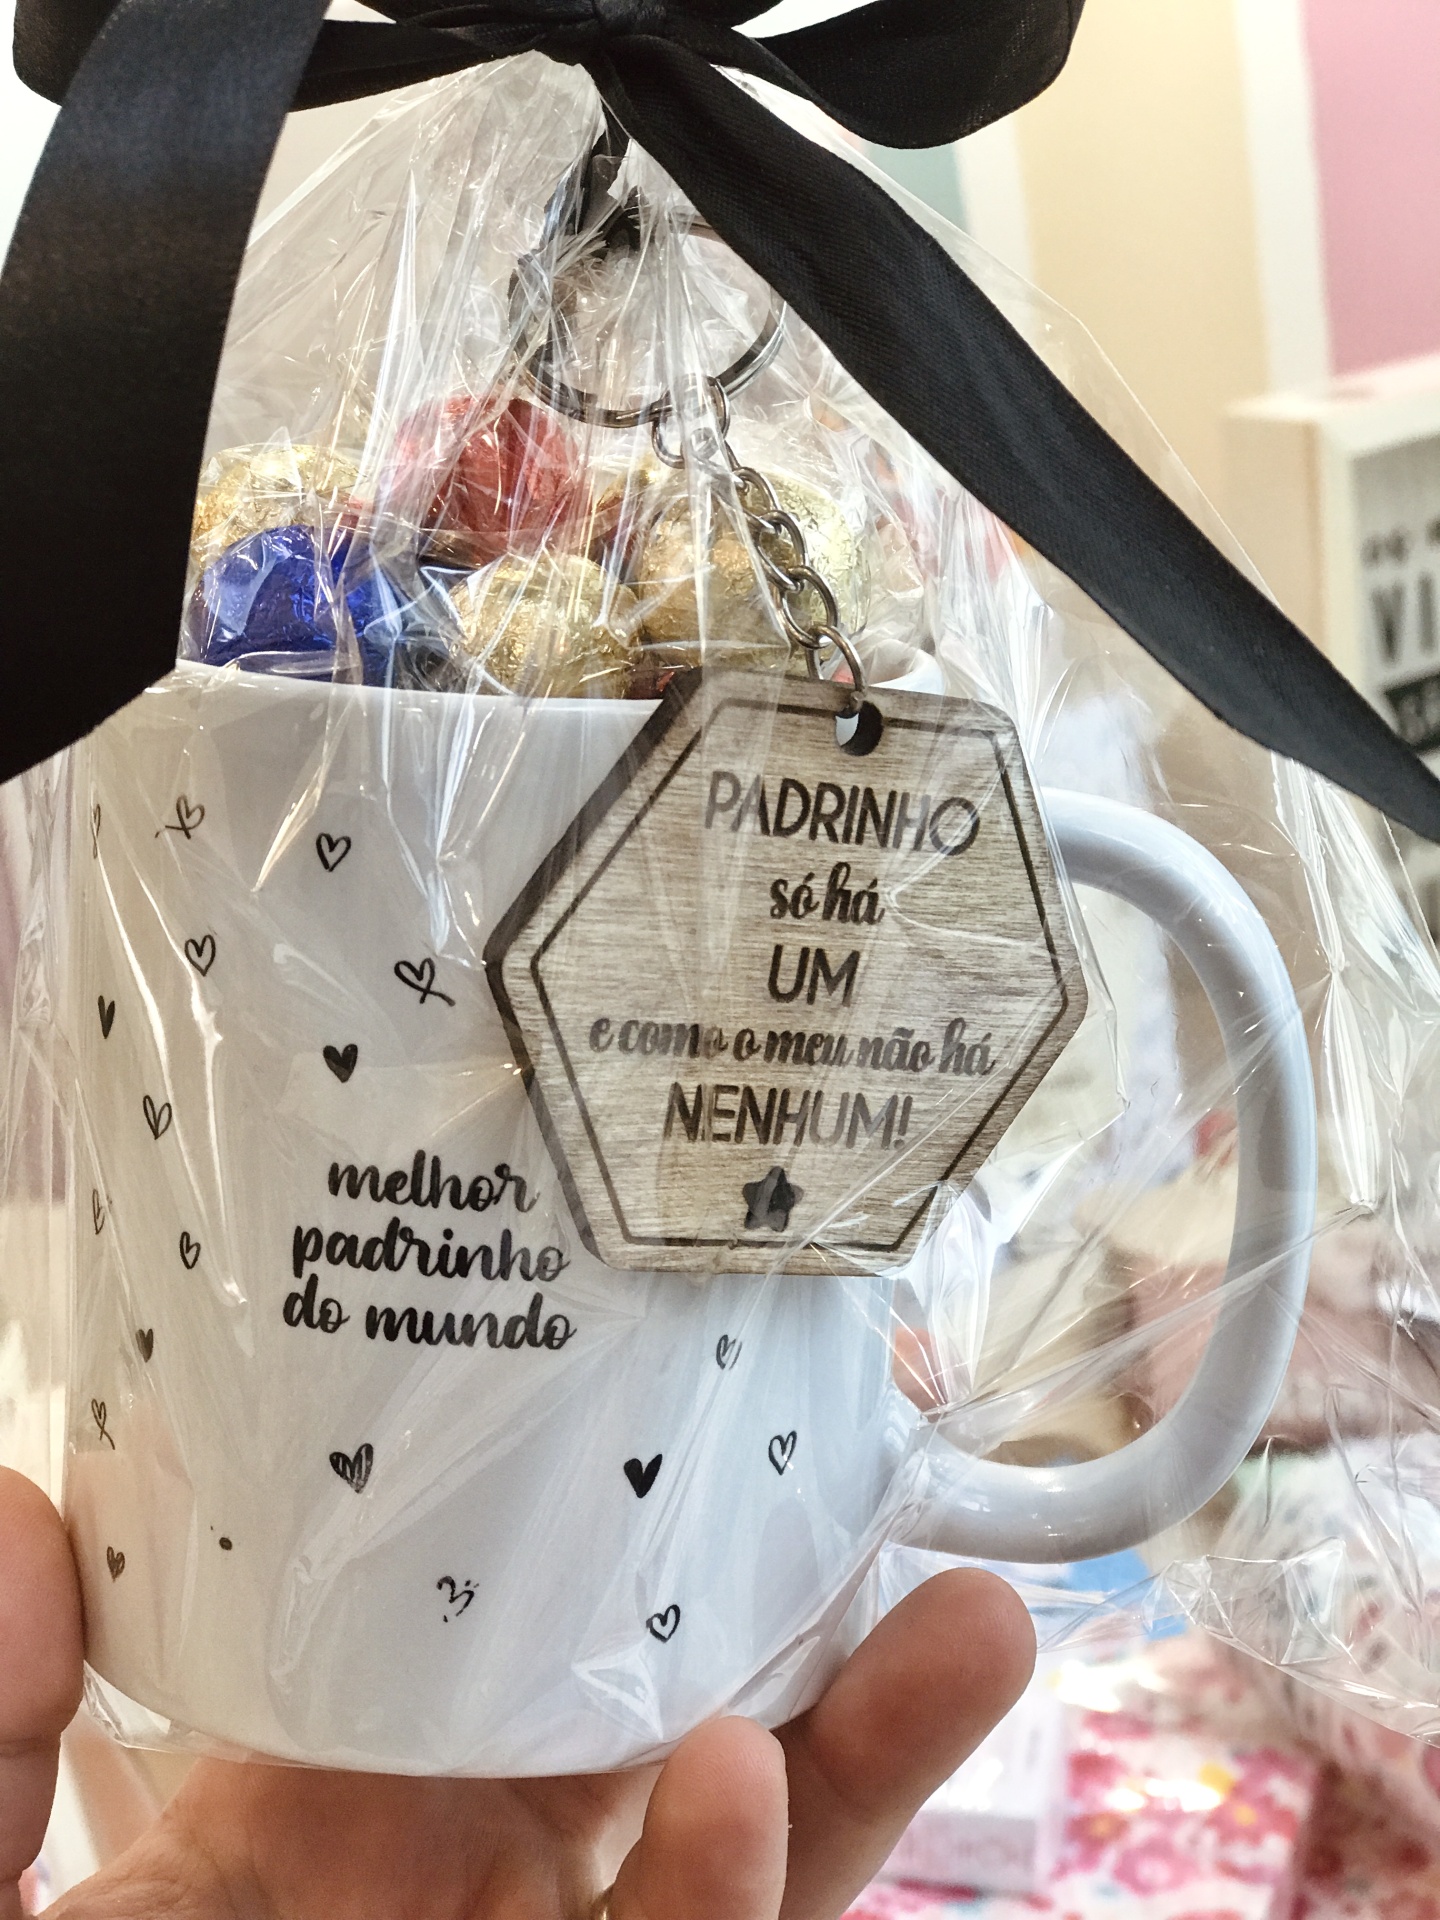 PADRINHO
só há
UM
e como o meu não há
NENHUM!
melhor
padrinho
do mundo